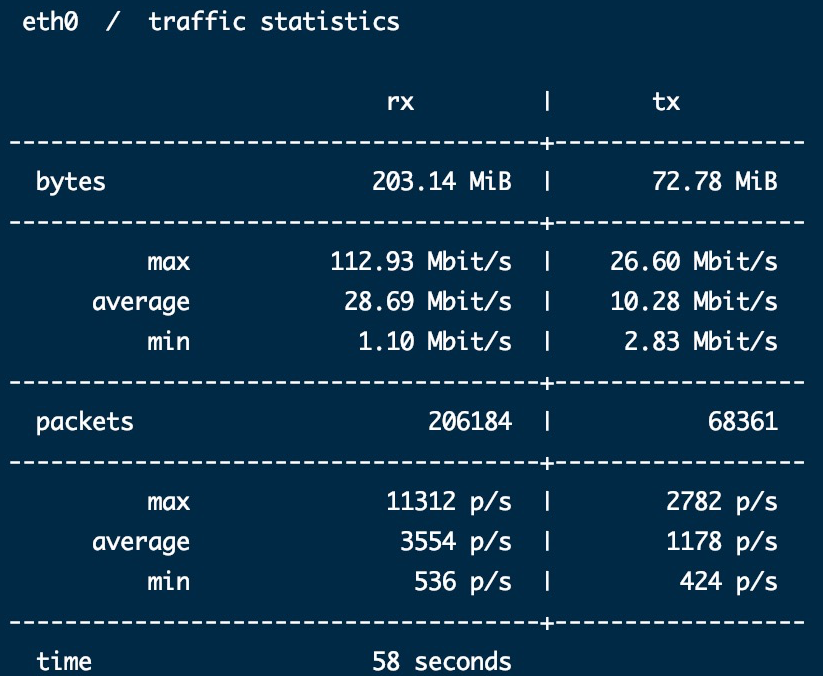 eth0  /  traffic statistics
rx         |       tx
--------------------------------------+------------------
bytes                   203.14 MiB  |       72.78 MiB
--------------------------------------+------------------
max          112.93 Mbit/s  |    26.60 Mbit/s
average           28.69 Mbit/s  |    10.28 Mbit/s
min            1.10 Mbit/s  |     2.83 Mbit/s
--------------------------------------+------------------
packets                     206184  |           68361
--------------------------------------+------------------
max              11312 p/s  |        2782 p/s
average                3554 p/s  |        1178 p/s
min                536 p/s  |         424 p/s
--------------------------------------+------------------
time                    58 seconds